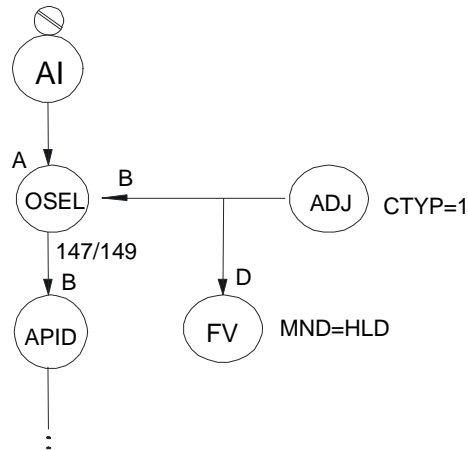 AI
A
B
OSEL
ADJ
CTYP=1
147/149
B
D
APID
FV
MND=HLD